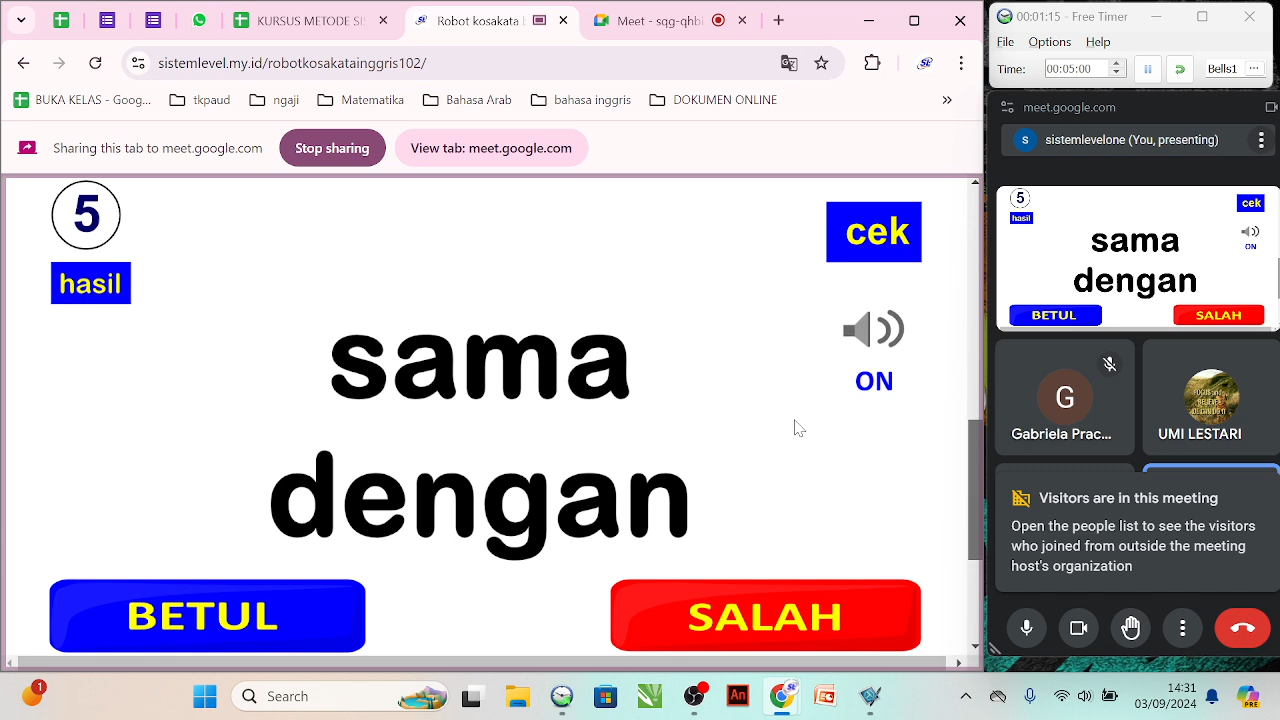 KURSUS METODE SI
Robot kosakata b
Meet - sqg-qhbi
sistemlevel.my.id/robotkosakatainggris102/
BUKA KELAS - Goog...
tkpaud
ngaji
Matematika
Bahasa Arab
bahasa inggris
DOKUMEN ONLINE
Sharing this tab to meet.google.com
Stop sharing
View tab: meet.google.com
5
cek
hasil
sama
dengan
ON
BETUL
SALAH
00:01:15 - Free Timer
File Options Help
Time: 00:05:00 Bells1 ...
meet.google.com
S
sistemlevelone (You, presenting)
5
cek
hasil
sama
dengan
ON
BETUL
SALAH
G
Gabriela Prac...
UMI LESTARI
Visitors are in this meeting
Open the people list to see the visitors
who joined from outside the meeting
host's organization
1
Search
An
14:31
03/09/2024
PRE